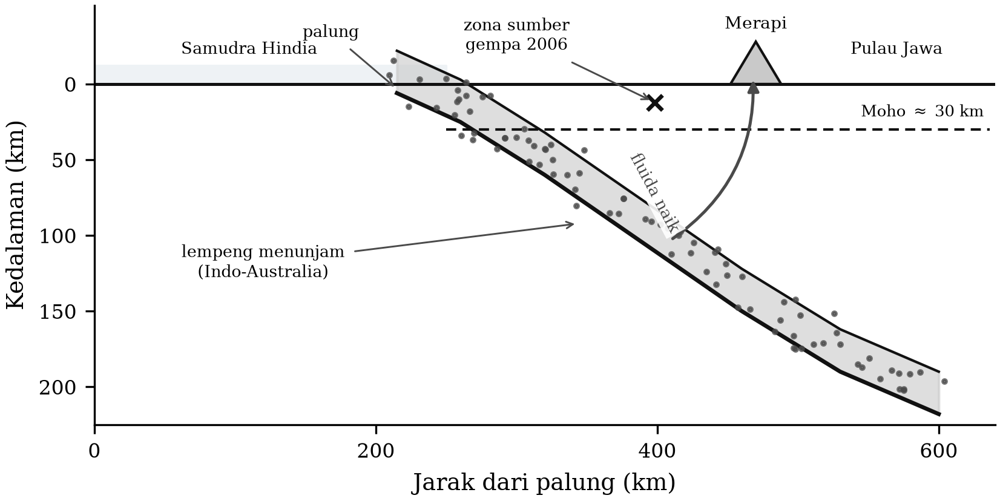 palung
Samudra Hindia
zona sumber
gempa 2006
Merapi
Pulau Jawa
Moho ≈ 30 km
fluida naik
lempeng menunjam
(Indo-Australia)
Kedalaman (km)
0
50
100
150
200
0
200
400
600
Jarak dari palung (km)